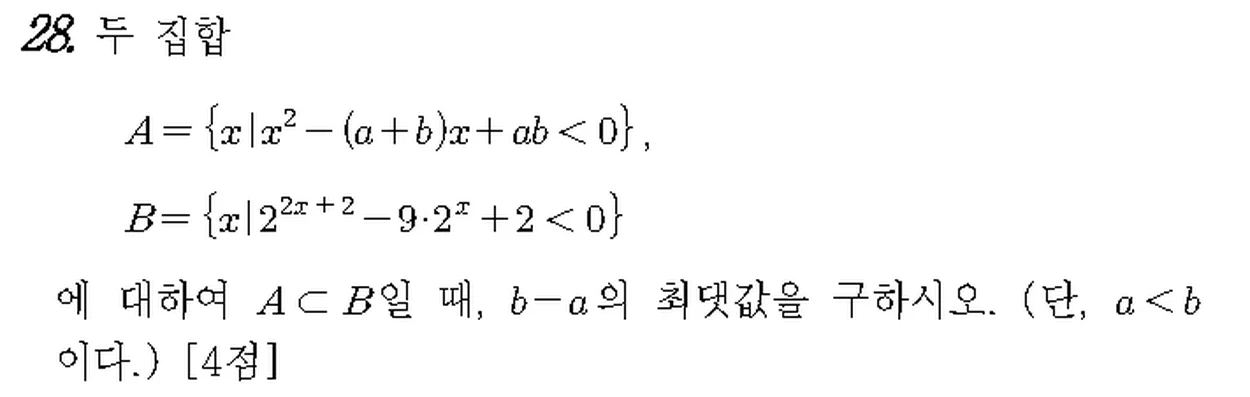 28. 두 집합
A = {x | x² − (a+b)x + ab < 0},
B = {x | 2^{2x+2} − 9·2^x + 2 < 0}
에 대하여 A ⊂ B일 때, b−a의 최댓값을 구하시오. (단, a < b
이다.) [4점]